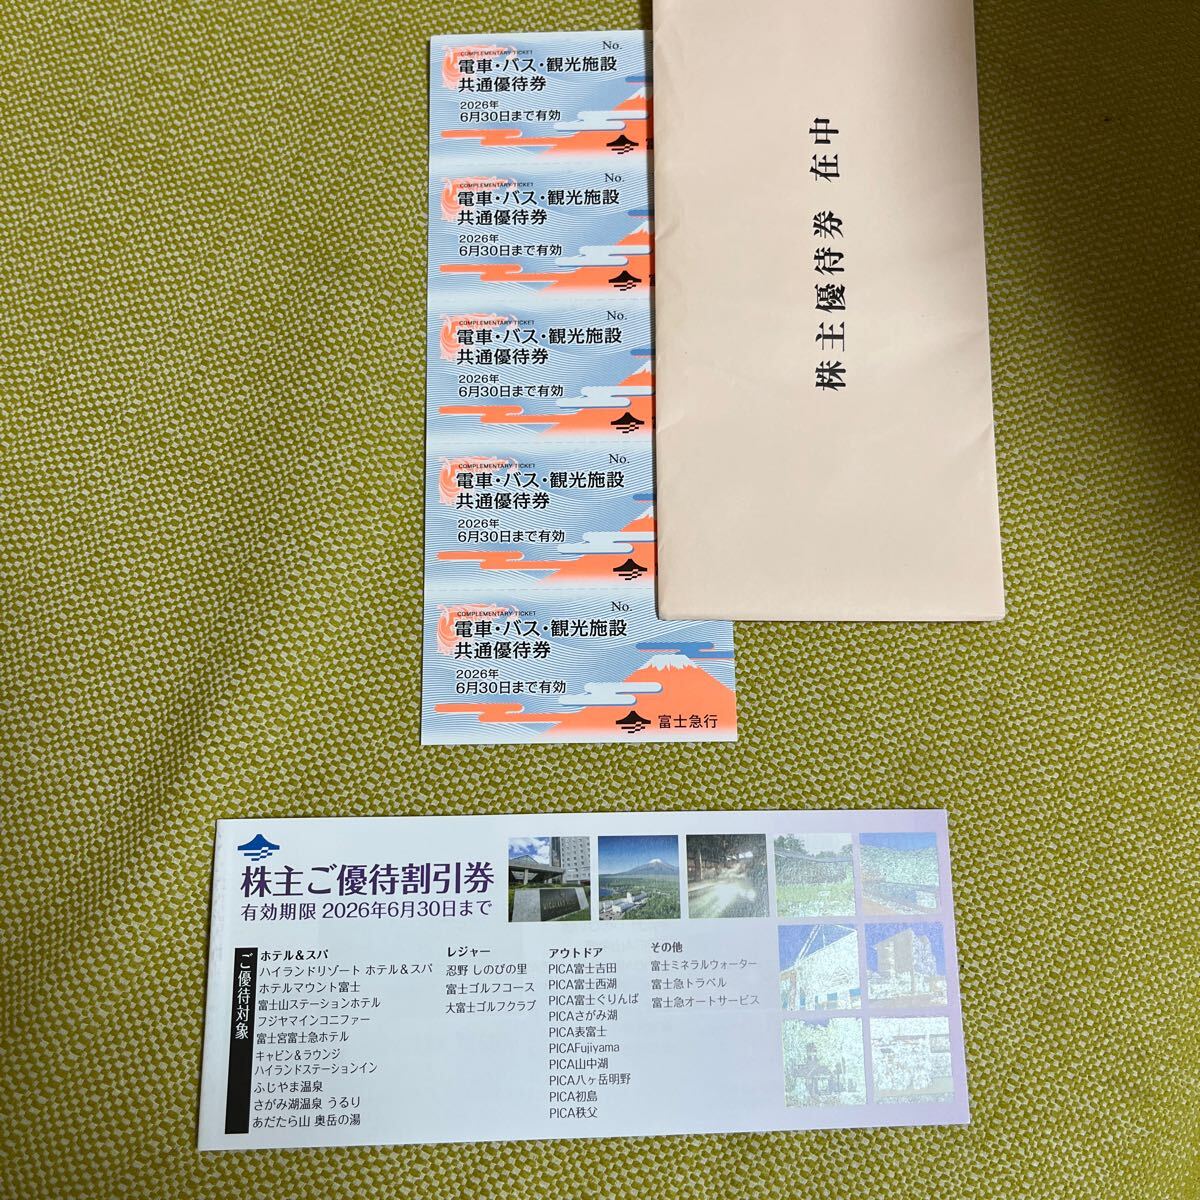 No.
COMPLEMENTARY TICKET
電車・バス・観光施設
共通優待券
2026年
6月30日まで有効
No.
COMPLEMENTARY TICKET
電車・バス・観光施設
共通優待券
2026年
6月30日まで有効
No.
COMPLEMENTARY TICKET
電車・バス・観光施設
共通優待券
2026年
6月30日まで有効
No.
COMPLEMENTARY TICKET
電車・バス・観光施設
共通優待券
2026年
6月30日まで有効
No.
COMPLEMENTARY TICKET
電車・バス・観光施設
共通優待券
2026年
6月30日まで有効
富士急行
株主優待券 在中
株主ご優待割引券
有効期限 2026年6月30日まで
ご優待対象
ホテル&スパ
ハイランドリゾート ホテル&スパ
ホテルマウント富士
富士山ステーションホテル
フジヤマインコニファー
富士宮富士急ホテル
キャビン&ラウンジ
ハイランドステーションイン
ふじやま温泉
さがみ湖温泉 うるり
あだたら山 奥岳の湯
レジャー
忍野 しのびの里
富士ゴルフコース
大富士ゴルフクラブ
アウトドア
PICA富士吉田
PICA富士西湖
PICA富士ぐりんぱ
PICAさがみ湖
PICA表富士
PICAFujiyama
PICA山中湖
PICA八ヶ岳明野
PICA初島
PICA秩父
その他
富士ミネラルウォーター
富士急トラベル
富士急オートサービス